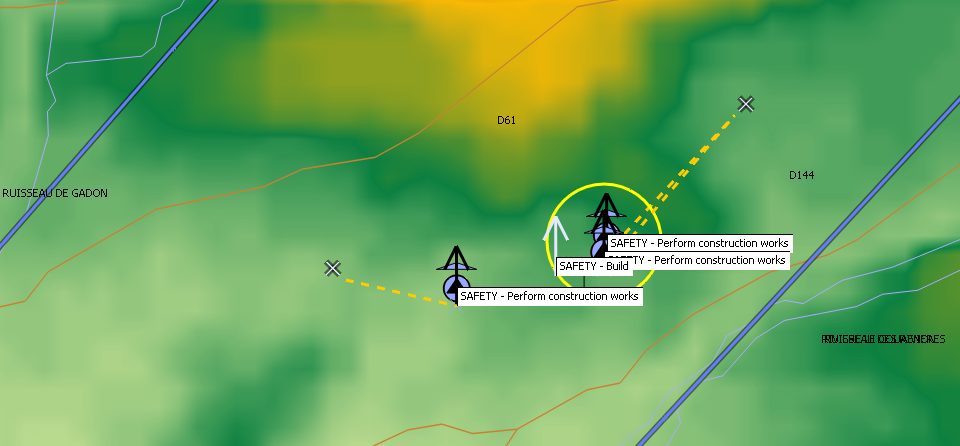 D61
D144
RUISSEAU DE GADON
SAFETY - Perform construction works
SAFETY - Perform construction works
SAFETY - Build
SAFETY - Perform construction works